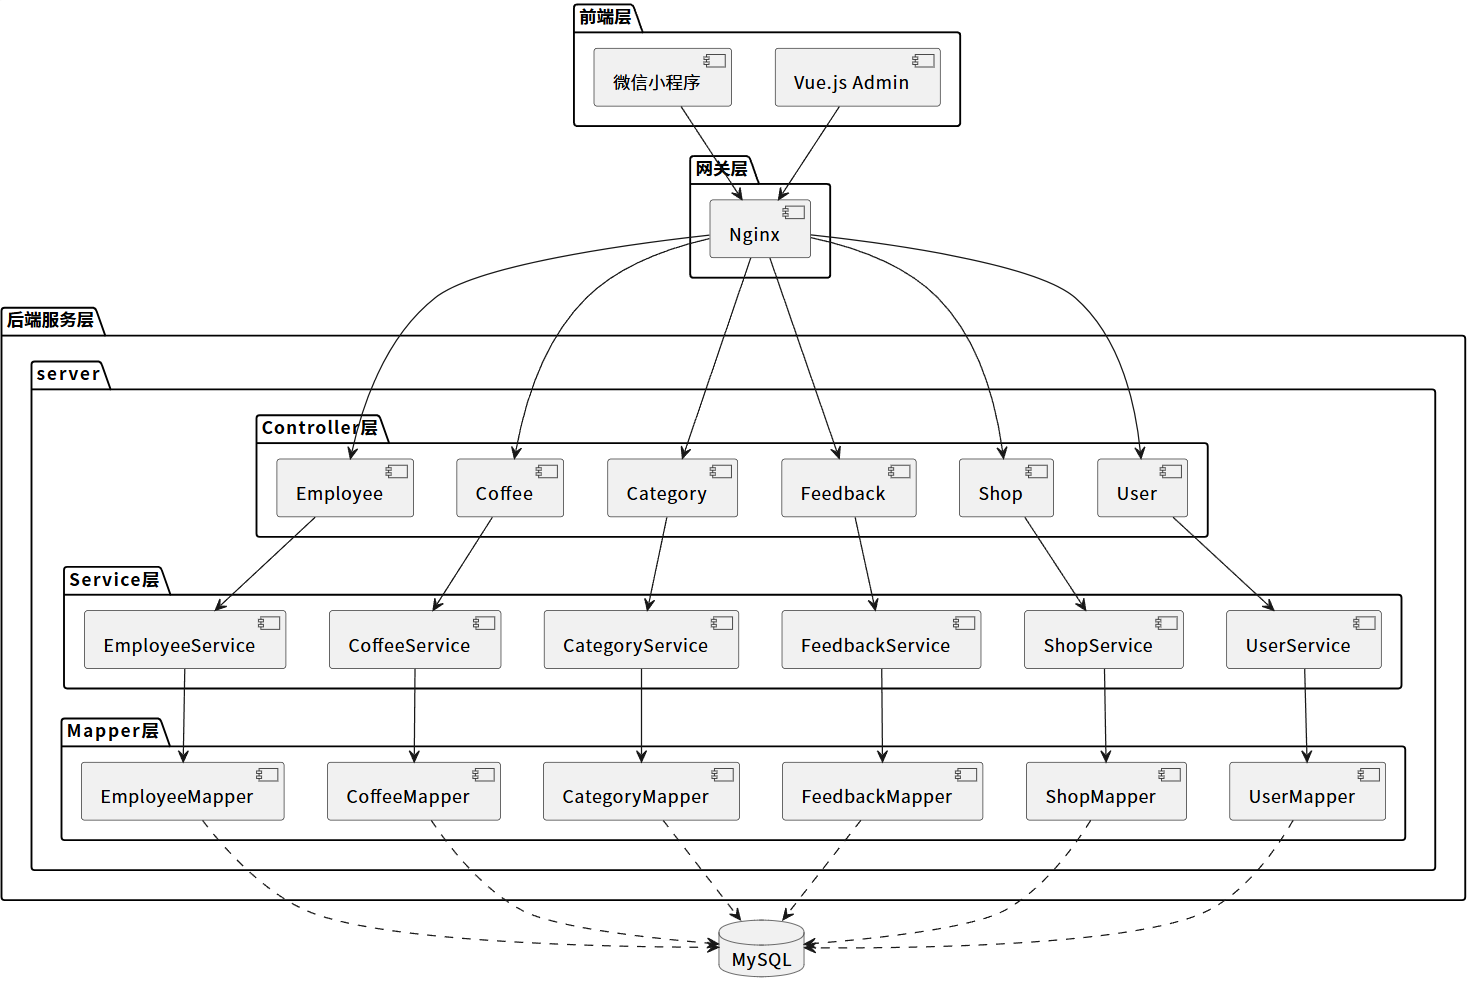 前端层
微信小程序
Vue.js Admin
网关层
Nginx
后端服务层
server
Controller层
Employee
Coffee
Category
Feedback
Shop
User
Service层
EmployeeService
CoffeeService
CategoryService
FeedbackService
ShopService
UserService
Mapper层
EmployeeMapper
CoffeeMapper
CategoryMapper
FeedbackMapper
ShopMapper
UserMapper
MySQL